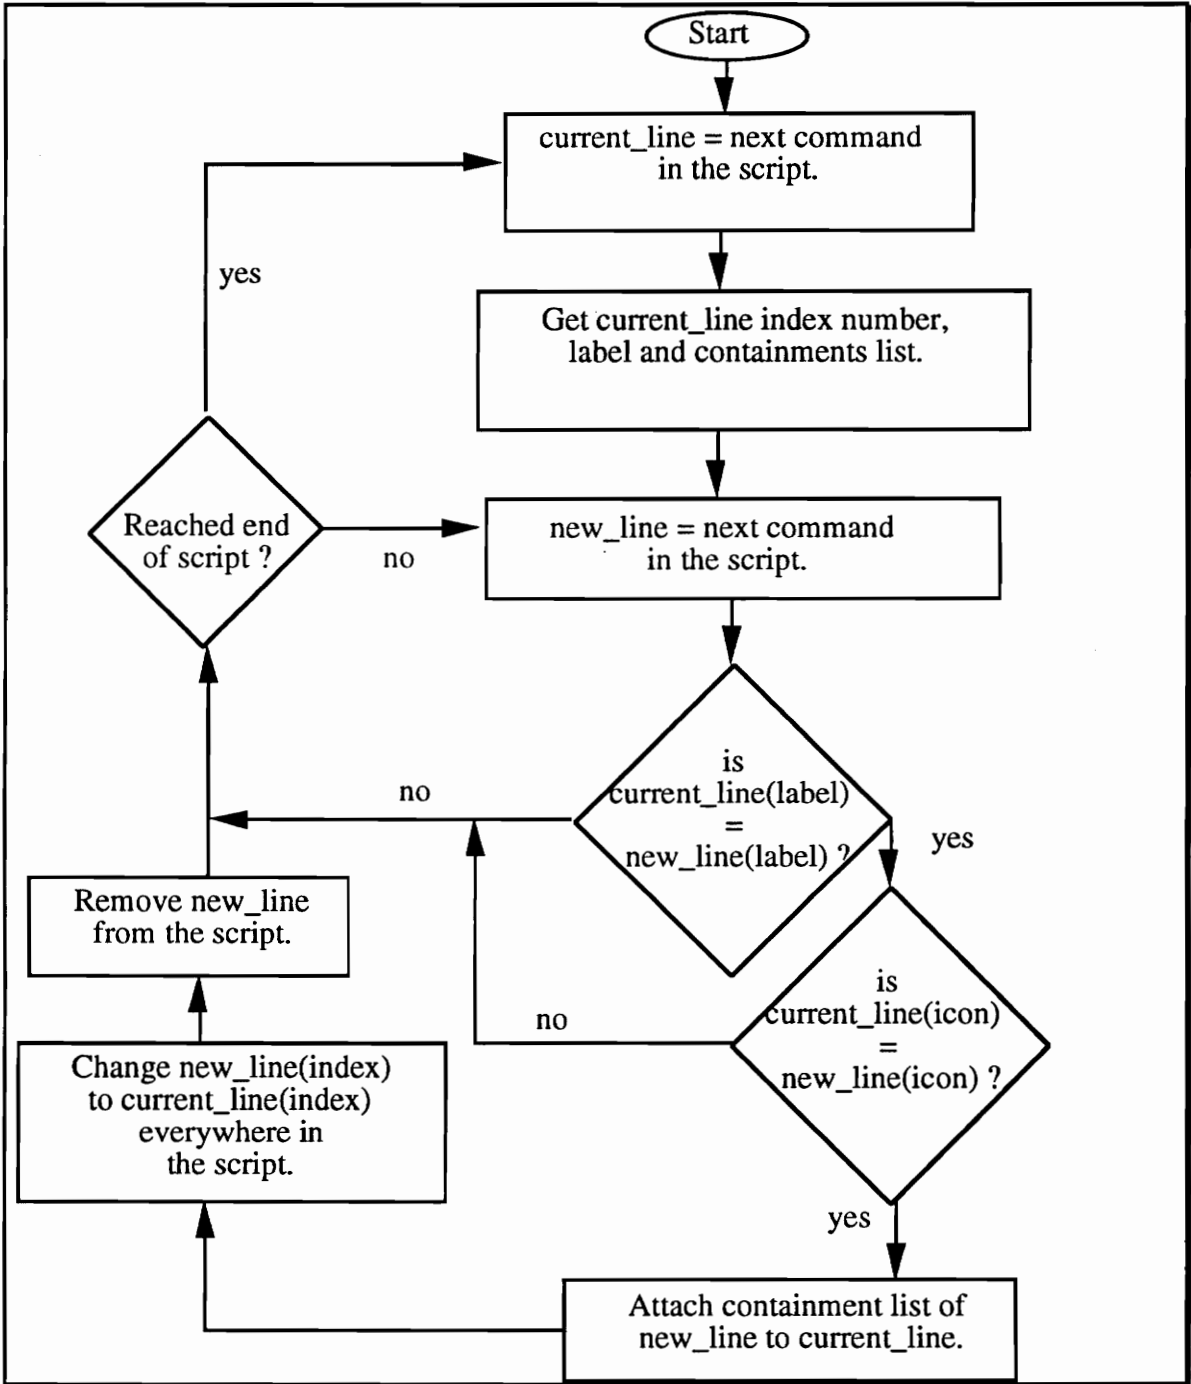 Start
current_line = next command
in the script.
yes
Get current_line index number,
label and containments list.
Reached end
of script ?
no
new_line = next command
in the script.
is
current_line(label)
=
new_line(label) ?
no
yes
Remove new_line
from the script.
is
current_line(icon)
=
new_line(icon) ?
no
Change new_line(index)
to current_line(index)
everywhere in
the script.
yes
Attach containment list of
new_line to current_line.